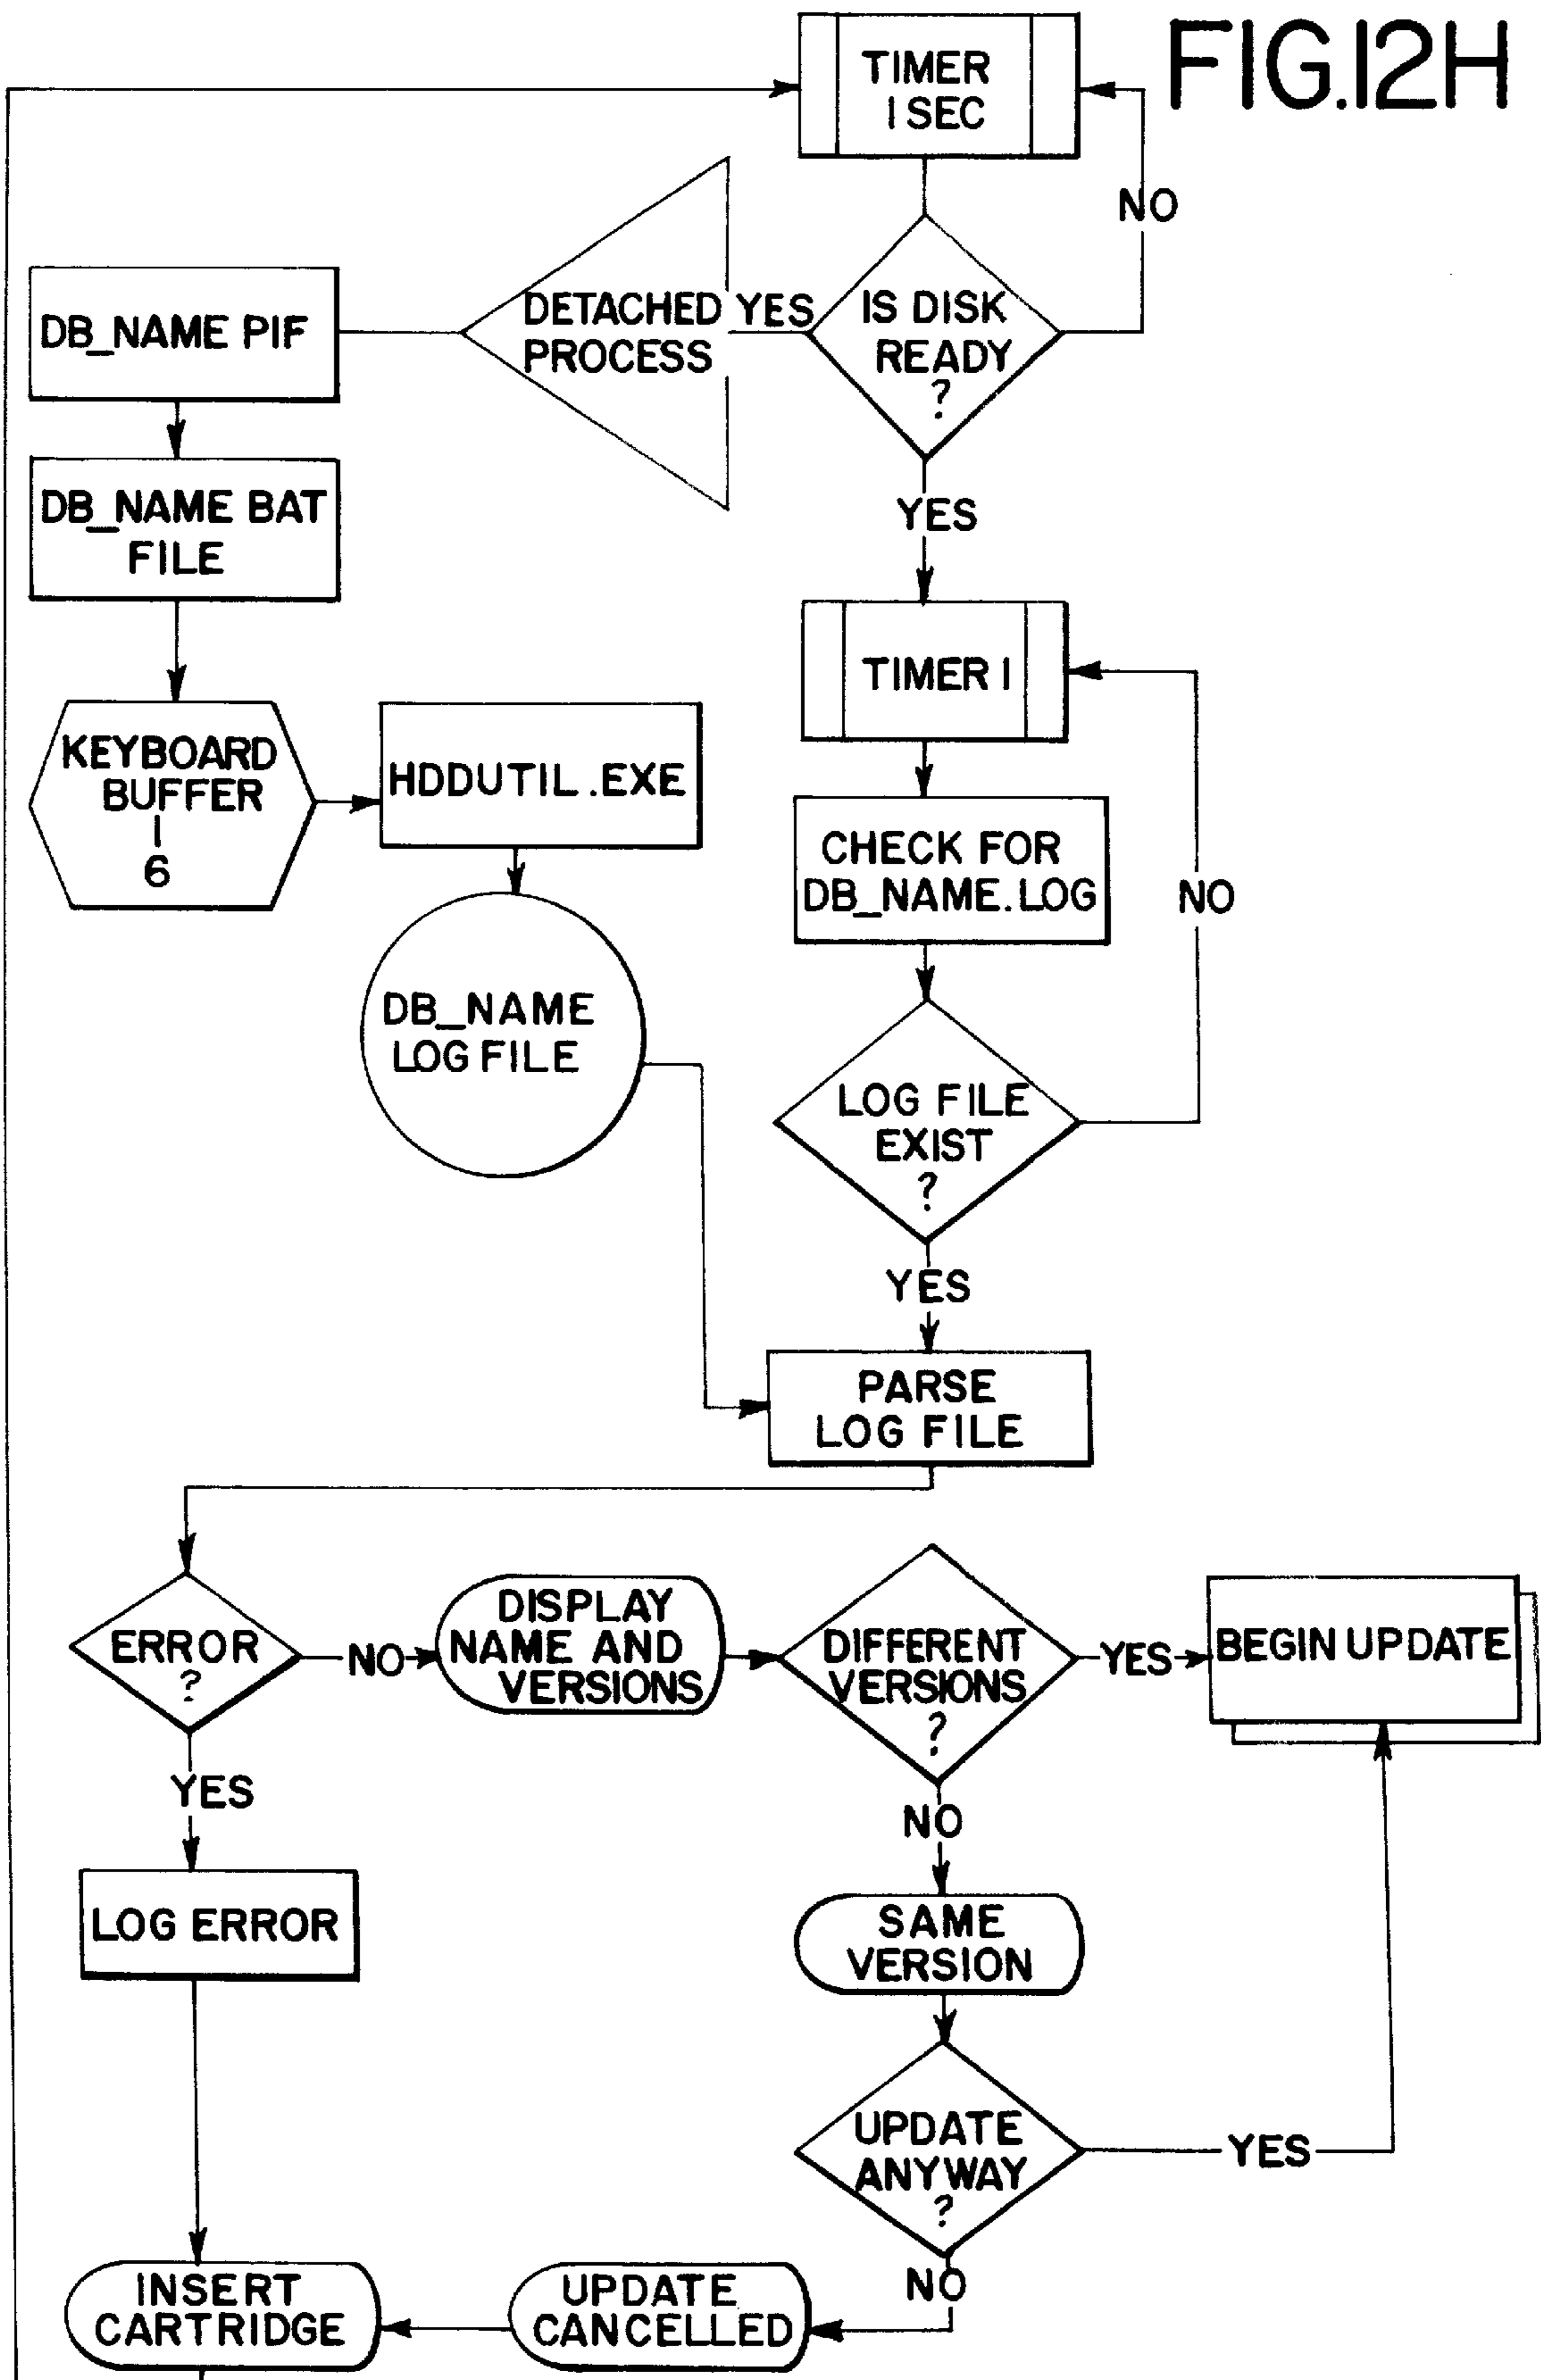 FIG.12H
TIMER
1 SEC
NO
IS DISK
READY
?
YES
DETACHED
PROCESS
DB_NAME PIF
DB_NAME BAT
FILE
KEYBOARD
BUFFER
1
6
HDDUTIL.EXE
DB_NAME
LOG FILE
YES
TIMER 1
CHECK FOR
DB_NAME.LOG
NO
LOG FILE
EXIST
?
YES
PARSE
LOG FILE
ERROR
?
NO
DISPLAY
NAME AND
VERSIONS
DIFFERENT
VERSIONS
?
YES
BEGIN UPDATE
YES
NO
LOG ERROR
SAME
VERSION
UPDATE
ANYWAY
?
YES
NO
INSERT
CARTRIDGE
UPDATE
CANCELLED